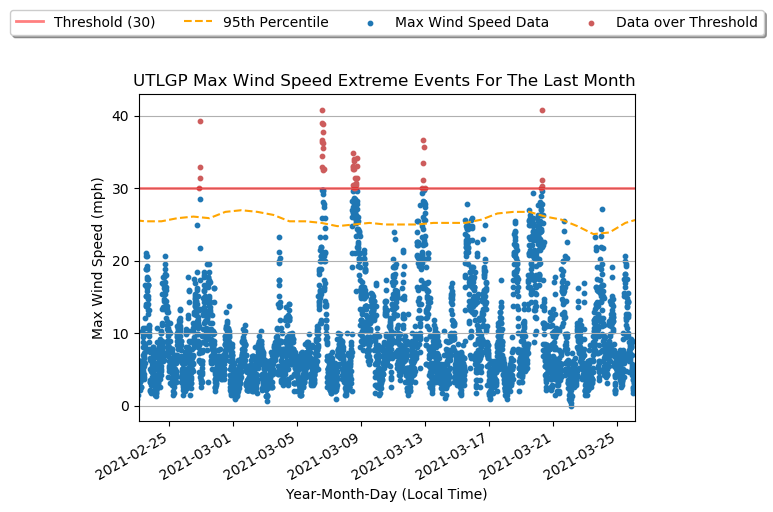 Threshold (30) 95th Percentile Max Wind Speed Data Data over Threshold
UTLGP Max Wind Speed Extreme Events For The Last Month
Max Wind Speed (mph)
40
30
20
10
0
2021-02-25 2021-03-01 2021-03-05 2021-03-09 2021-03-13 2021-03-17 2021-03-21 2021-03-25
Year-Month-Day (Local Time)